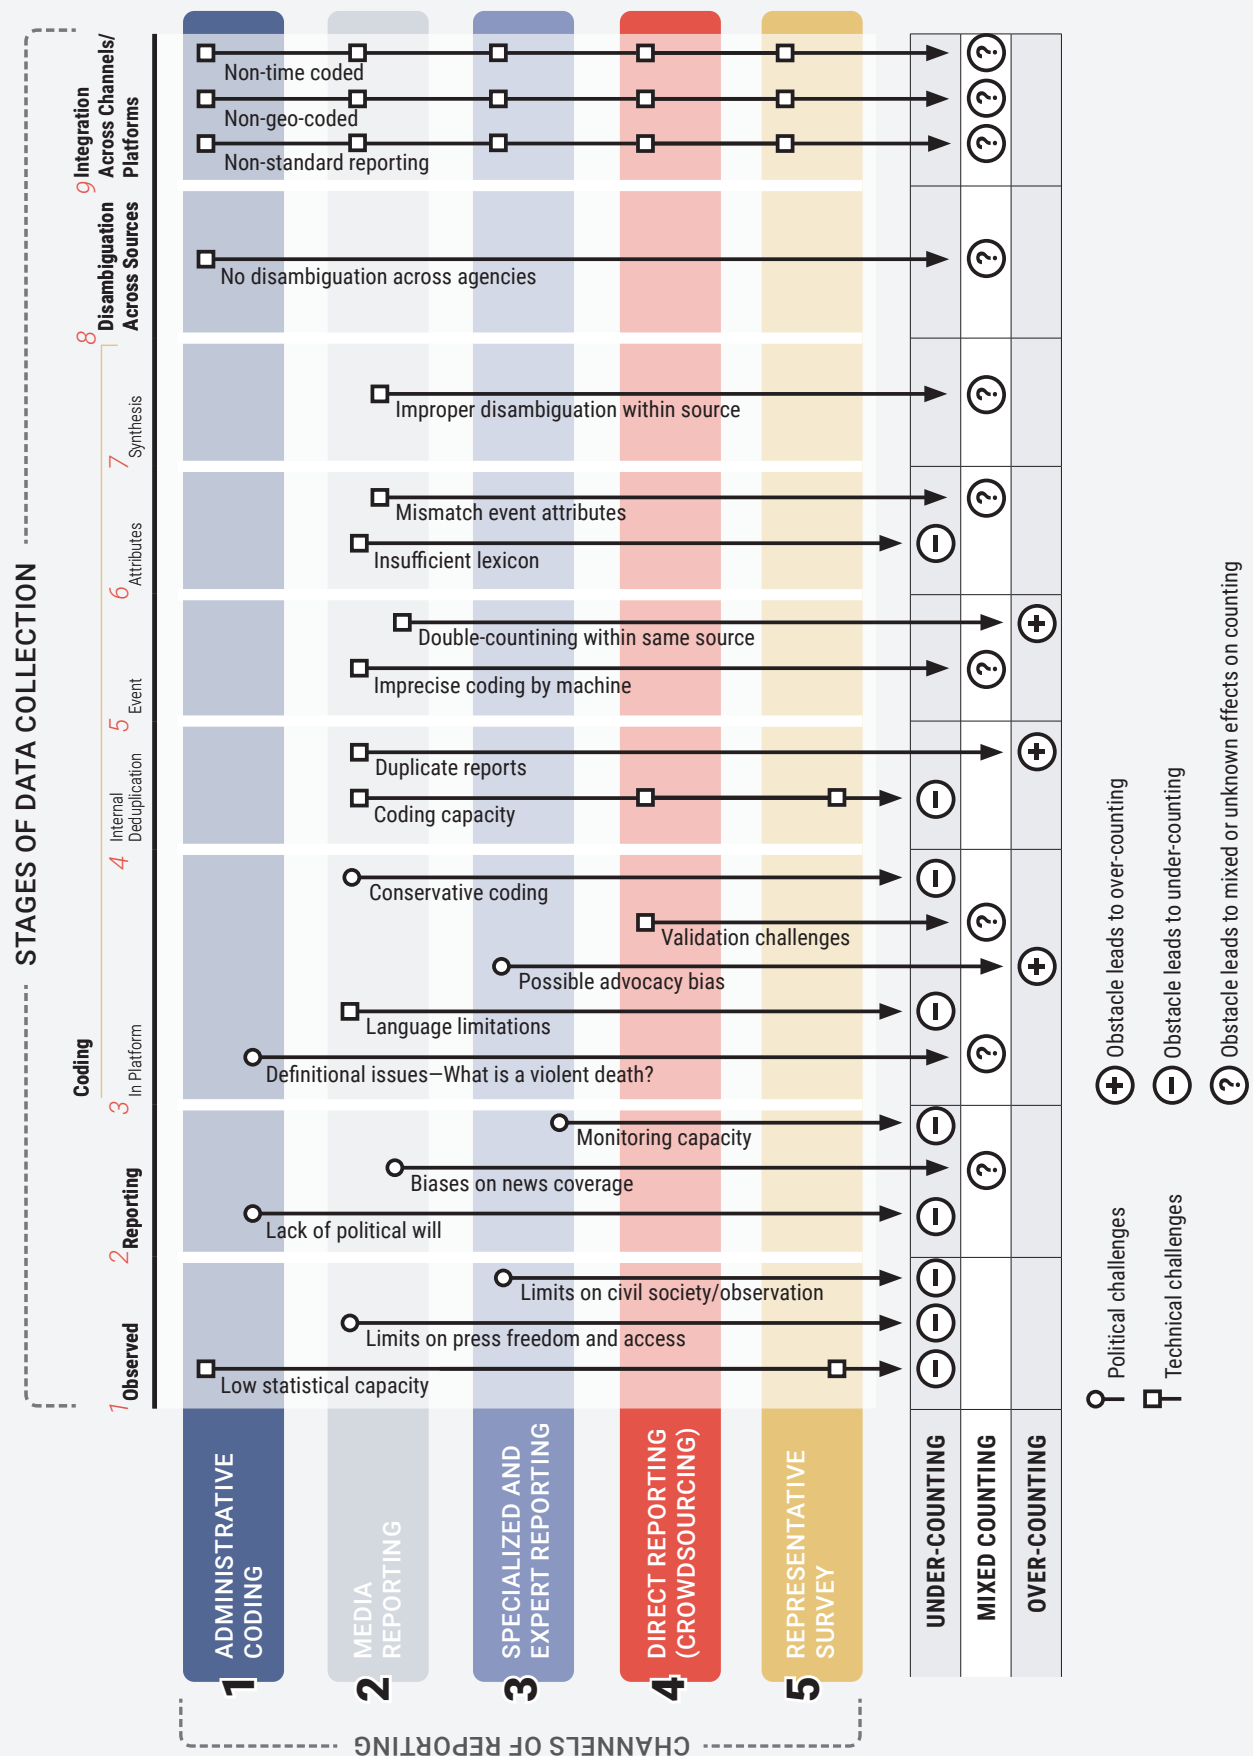 STAGES OF DATA COLLECTION
1
Observed
2
Reporting
Coding
3
In Platform
4
Internal
Deduplication
5
Event
6
Attributes
7
Synthesis
8
Disambiguation
Across Sources
9
Integration
Across Channels/
Platforms
CHANNELS OF REPORTING
1
ADMINISTRATIVE
CODING
2
MEDIA
REPORTING
3
SPECIALIZED AND
EXPERT REPORTING
4
DIRECT REPORTING
(CROWDSOURCING)
5
REPRESENTATIVE
SURVEY
Low statistical capacity
Limits on press freedom and access
Limits on civil society/observation
Lack of political will
Biases on news coverage
Monitoring capacity
Definitional issues—What is a violent death?
Language limitations
Possible advocacy bias
Validation challenges
Conservative coding
Coding capacity
Duplicate reports
Imprecise coding by machine
Double-countining within same source
Insufficient lexicon
Mismatch event attributes
Improper disambiguation within source
No disambiguation across agencies
Non-standard reporting
Non-geo-coded
Non-time coded
UNDER-COUNTING
− − − − − − − − − −
MIXED COUNTING
? ? ? ? ? ? ? ? ? ?
OVER-COUNTING
+ + +
Political challenges
Technical challenges
+ Obstacle leads to over-counting
− Obstacle leads to under-counting
? Obstacle leads to mixed or unknown effects on counting